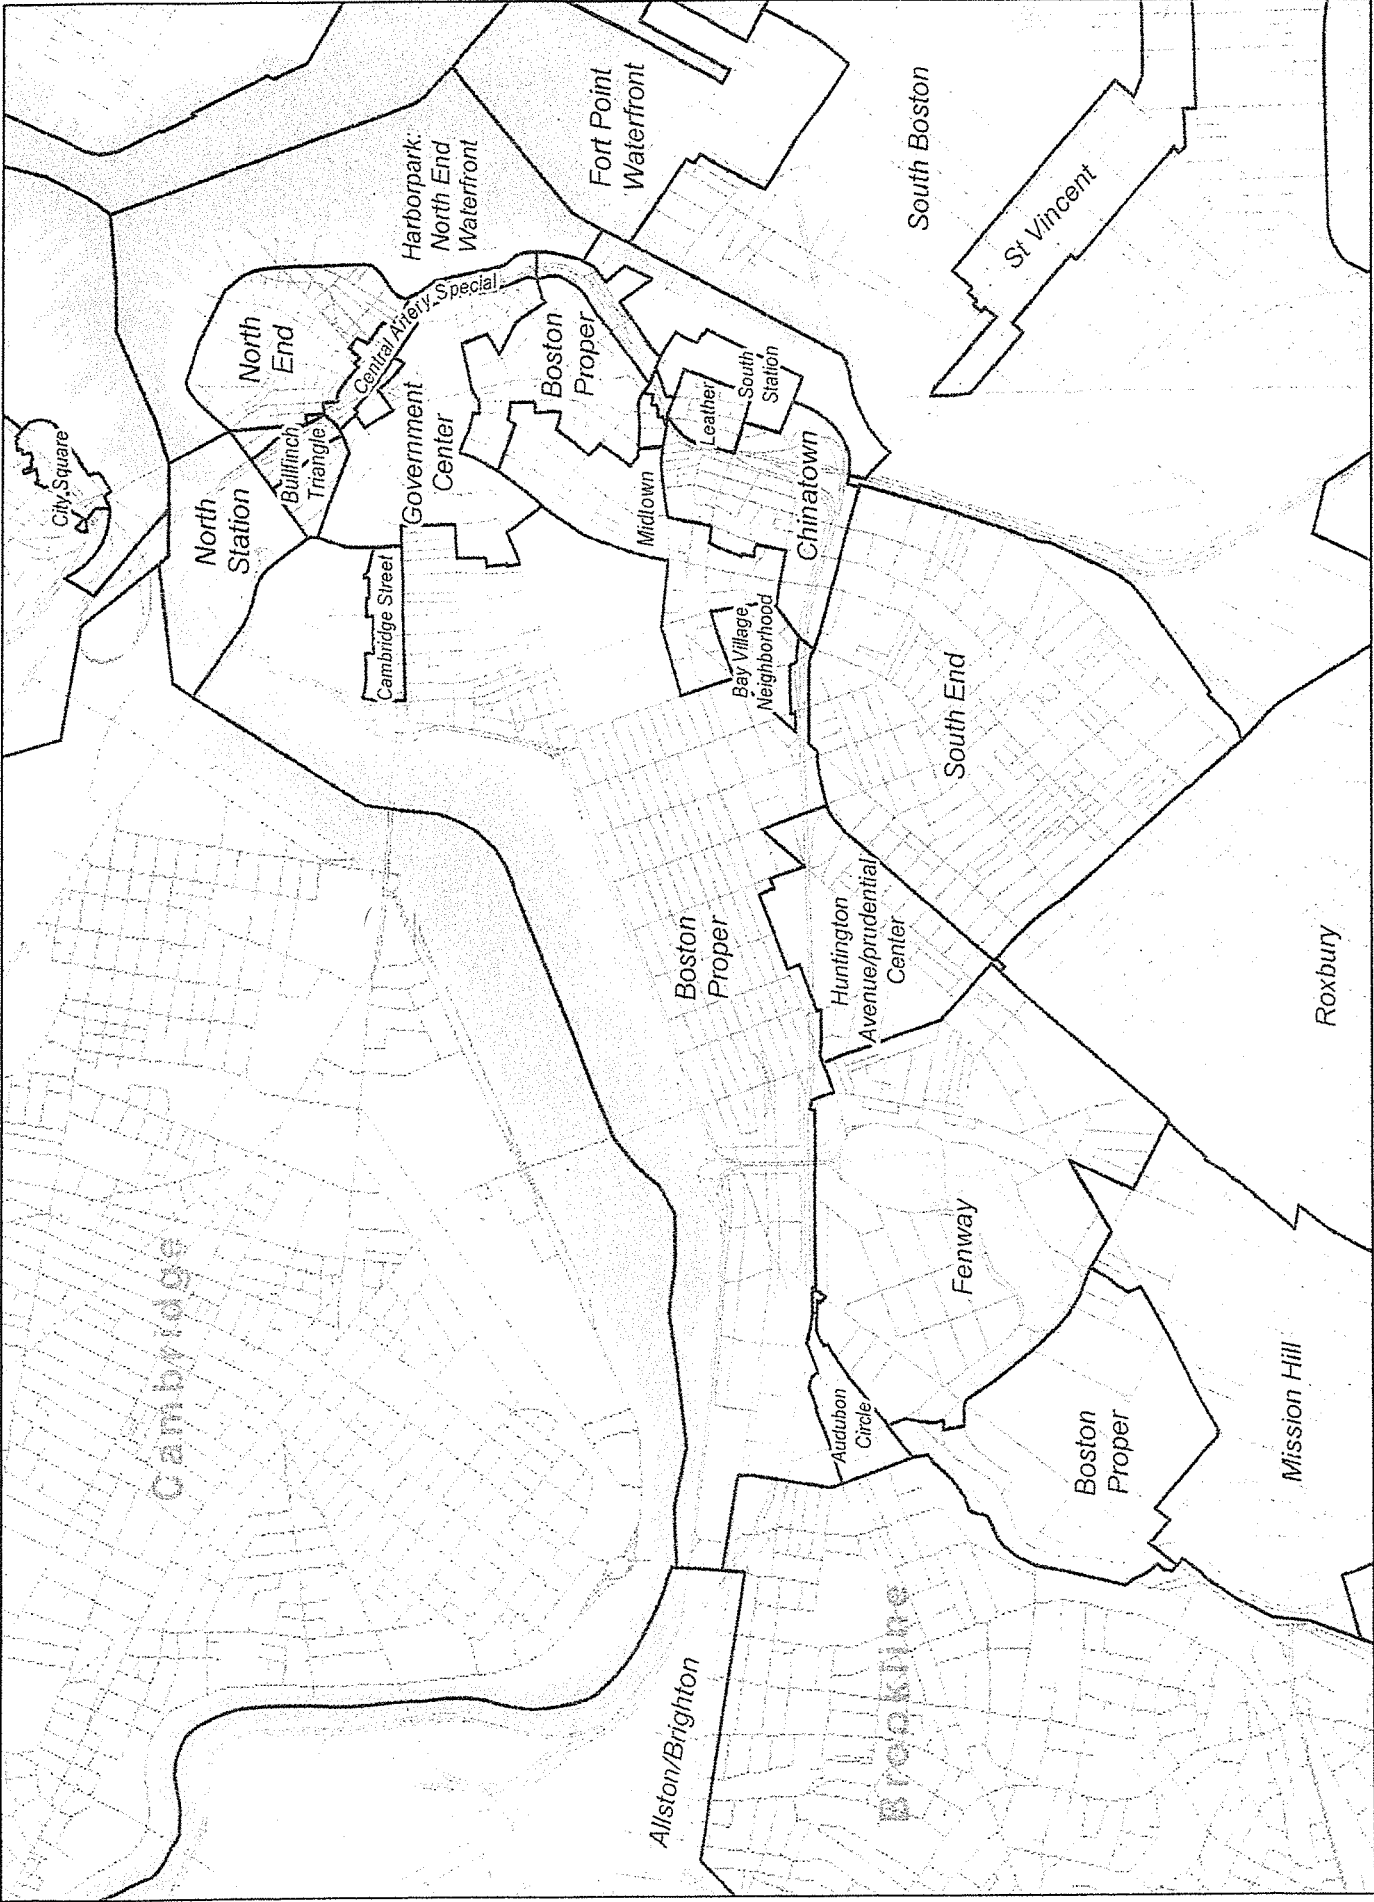 Cambridge
Brookline
Allston/Brighton
City Square
North
Station
Bullfinch
Triangle
North
End
Central Artery Special
Harborpark:
North End
Waterfront
Cambridge Street
Government
Center
Boston
Proper
Fort Point
Waterfront
Midtown
Leather
South
Station
Chinatown
Bay Village
Neighborhood
South Boston
St Vincent
Boston
Proper
South End
Huntington
Avenue/prudential
Center
Audubon
Circle
Fenway
Boston
Proper
Mission Hill
Roxbury